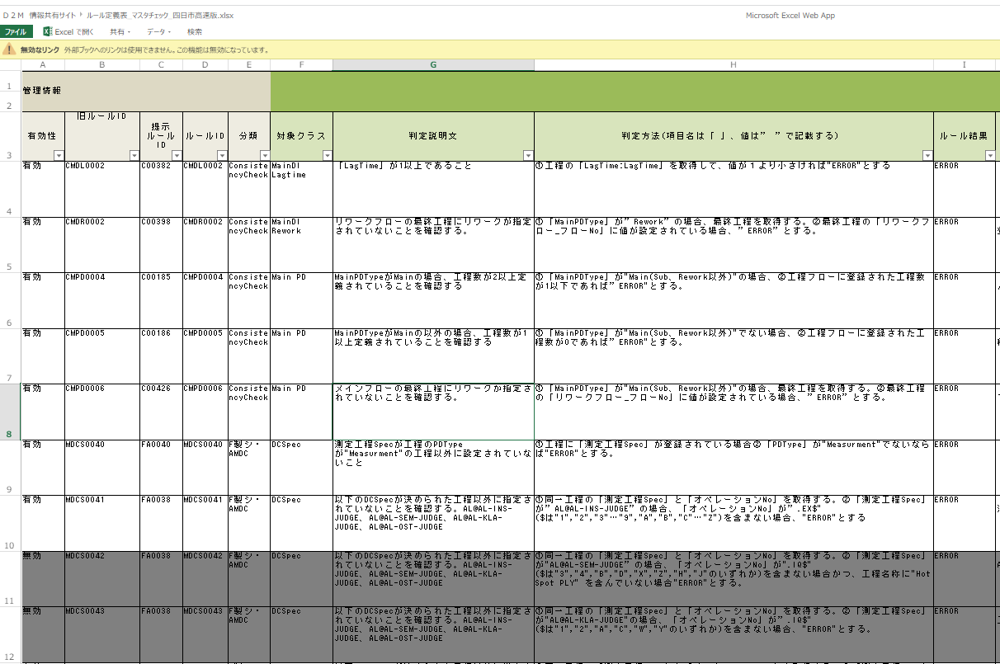 D2M 情報共有サイト ▸ ルール定義表_マスタチェック_四日市高速版.xlsx
Microsoft Excel Web App
ファイル Excel で開く 共有 データ 検索
無効なリンク 外部ブックへのリンクは使用できません。この機能は無効になっています。
A B C D E F G H I
1 管理情報
2
有効性 旧ルールID 提示 ルール ID ルールID 分類 対象クラス 判定説明文 判定方法(項目名は「 」、値は” ”で記載する) ルール結果
3
有効 CMDL0002 C00382 CMDL0002 Consiste MainDI 「LagTime」が1以上であること ①工程の「LagTime:LagTime」を取得して、値が1より小さければ"ERROR"とする ERROR
ncyCheck Lagtime
4
有効 CMDR0002 C00398 CMDR0002 Consiste MainDI リワークフローの最終工程にリワークが指定 ①「MainPDType」が”Rework”の場合、最終工程を取得する。②最終工程の「リワークフ ERROR
ncyCheck Rework されていないことを確認する。 ロー_フローNo」に値が設定されている場合、”ERROR”とする。
5
有効 CMPD0004 C00185 CMPD0004 Consiste Main PD MainPDTypeがMainの場合、工程数が2以上定 ①「MainPDType」が"Main(Sub、Rework以外)"の場合、②工程フローに登録された工程数 ERROR
ncyCheck 義されていることを確認する が1以下であれば”ERROR"とする。
6
有効 CMPD0005 C00186 CMPD0005 Consiste Main PD MainPDTypeがMainの以外の場合、工程数が1 ①「MainPDType」が"Main(Sub、Rework以外)"でない場合、②工程フローに登録された工 ERROR
ncyCheck 以上定義されていることを確認する 程数が0であれば”ERROR"とする。
7
有効 CMPD0006 C00426 CMPD0006 Consiste Main PD メインフローの最終工程にリワークが指定さ ①「MainPDType」が"Main(Sub、Rework以外)"の場合、最終工程を取得する。②最終工程 ERROR
ncyCheck れていないことを確認する。 の「リワークフロー_フローNo」に値が設定されている場合、”ERROR”とする。
8
有効 MDCS0040 FA0040 MDCS0040 F製シ・ DCSpec 測定工程Specが工程のPDType ①工程に「測定工程Spec」が登録されている場合②「PDType」が"Measurment"でないなら ERROR
AMDC が"Measurment"の工程以外に設定されていな ば"ERROR"とする。
いこと
9
有効 MDCS0041 FA0038 MDCS0041 F製シ・ DCSpec 以下のDCSpecが決められた工程以外に指定さ ①同一工程の「測定工程Spec」と「オペレーションNo」を取得する。②「測定工程Spec」 ERROR
AMDC れていないことを確認する。AL@AL-INS- が”AL@AL-INS-JUDGE”の場合、「オペレーションNo」が”.EX$"
JUDGE、AL@AL-SEM-JUDGE、AL@AL-KLA- ($は"1","2","3"…"9","A","B","C"…"Z")を含まない場合、"ERROR"とする
JUDGE、AL@AL-OST-JUDGE
10
無効 MDCS0042 FA0038 MDCS0042 F製シ・ DCSpec 以下のDCSpecが決められた工程以外に指定さ ①同一工程の「測定工程Spec」と「オペレーションNo」を取得する。②「測定工程Spec」 ERROR
AMDC れていないことを確認する。AL@AL-INS- が"AL@AL-SEM-JUDGE”の場合、「オペレーションNo」が".IQ$"
JUDGE、AL@AL-SEM-JUDGE、AL@AL-KLA- ($は"3","4","B","D","X","Z","H","J"のいずれか)を含まない場合かつ、工程名称に"Hot
JUDGE、AL@AL-OST-JUDGE Spot PLY" を含んでいない場合"ERROR"とする。
11
無効 MDCS0043 FA0038 MDCS0043 F製シ・ DCSpec 以下のDCSpecが決められた工程以外に指定さ ①同一工程の「測定工程Spec」と「オペレーションNo」を取得する。②「測定工程Spec」 ERROR
AMDC れていないことを確認する。AL@AL-INS- が"AL@AL-KLA-JUDGE"の場合、「オペレーションNo」が”.IQ$"
JUDGE、AL@AL-SEM-JUDGE、AL@AL-KLA- ($は"1","2","A","C","W","Y"のいずれか)を含まない場合、"ERROR"とする。
JUDGE、AL@AL-OST-JUDGE
12